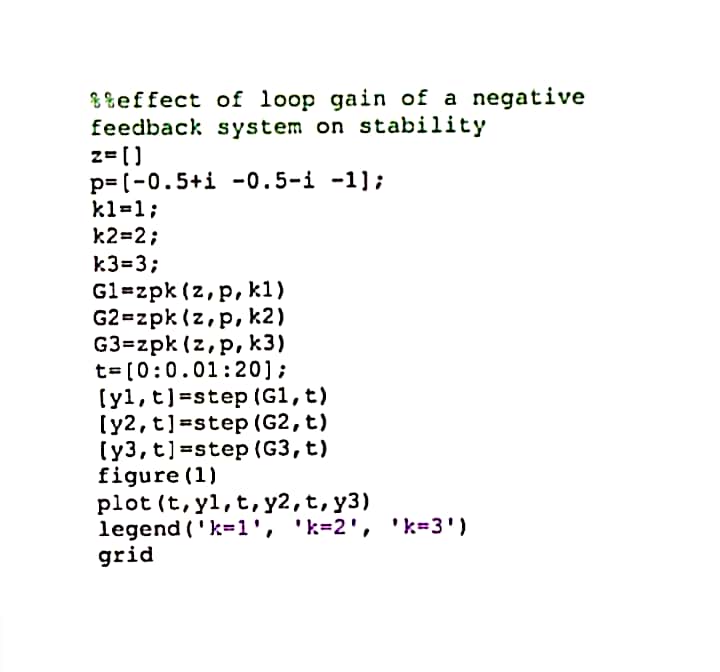 %%effect of loop gain of a negative
feedback system on stability
z=[]
p=[-0.5+i -0.5-i -1];
k1=1;
k2=2;
k3=3;
G1=zpk(z,p,k1)
G2=zpk(z,p,k2)
G3=zpk(z,p,k3)
t=[0:0.01:20];
[y1,t]=step(G1,t)
[y2,t]=step(G2,t)
[y3,t]=step(G3,t)
figure(1)
plot(t,y1,t,y2,t,y3)
legend('k=1', 'k=2', 'k=3')
grid